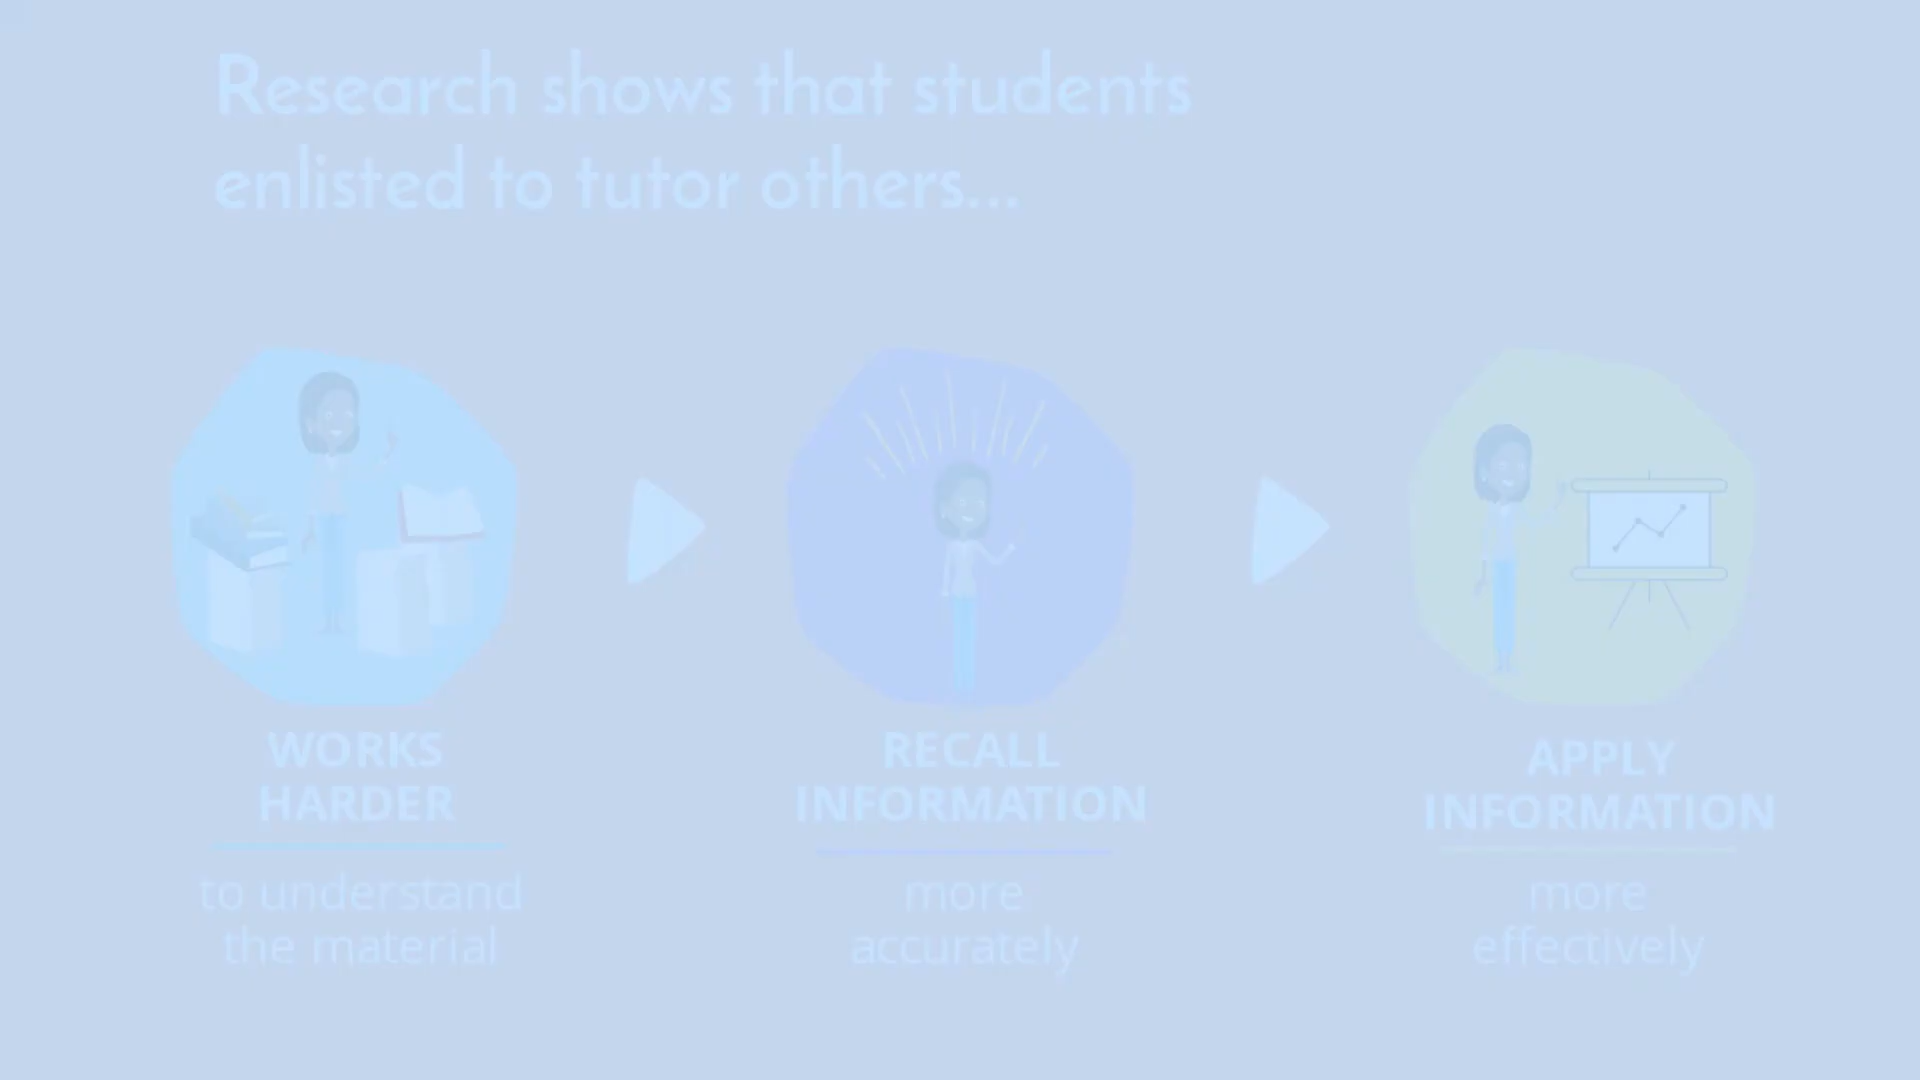 Research shows that students
enlisted to tutor others...
WORKS
HARDER
to understand
the material
RECALL
INFORMATION
more
accurately
APPLY
INFORMATION
more
effectively